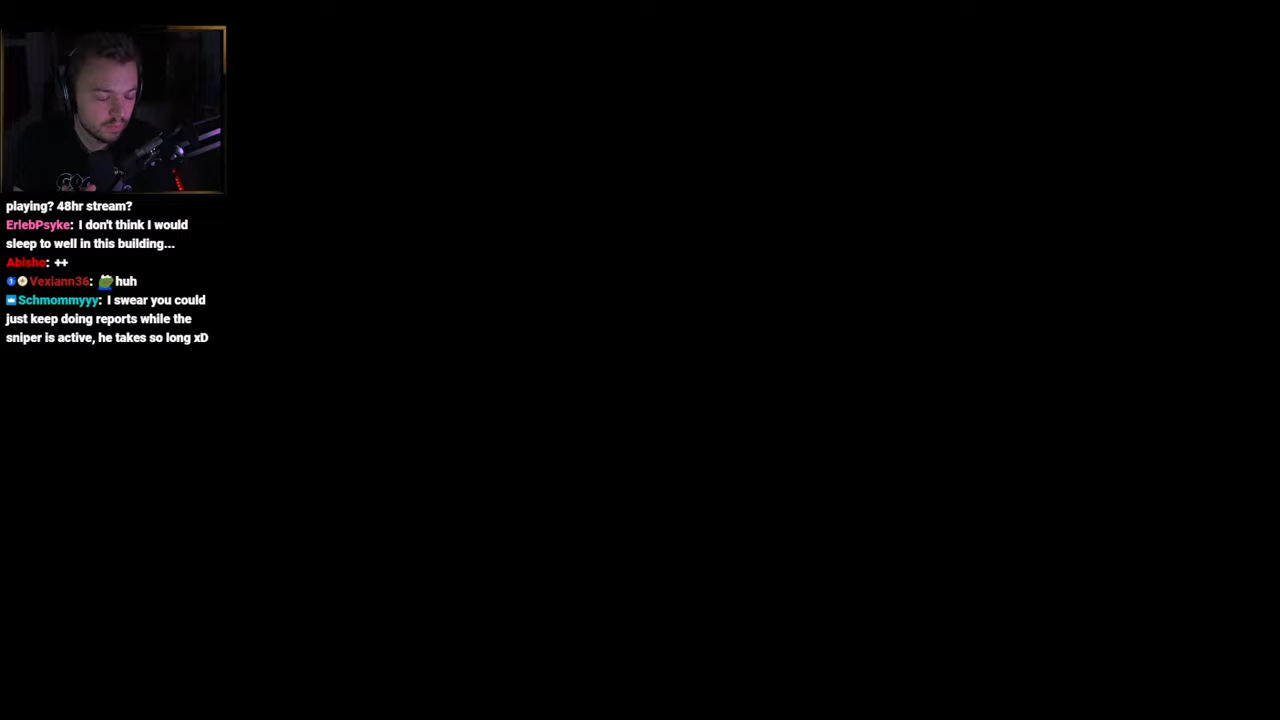 playing? 48hr stream?
ErlebPsyke: I don't think I would
sleep to well in this building...
Abisho: ++
Vexiann36: huh
Schmommyyy: I swear you could
just keep doing reports while the
sniper is active, he takes so long xD